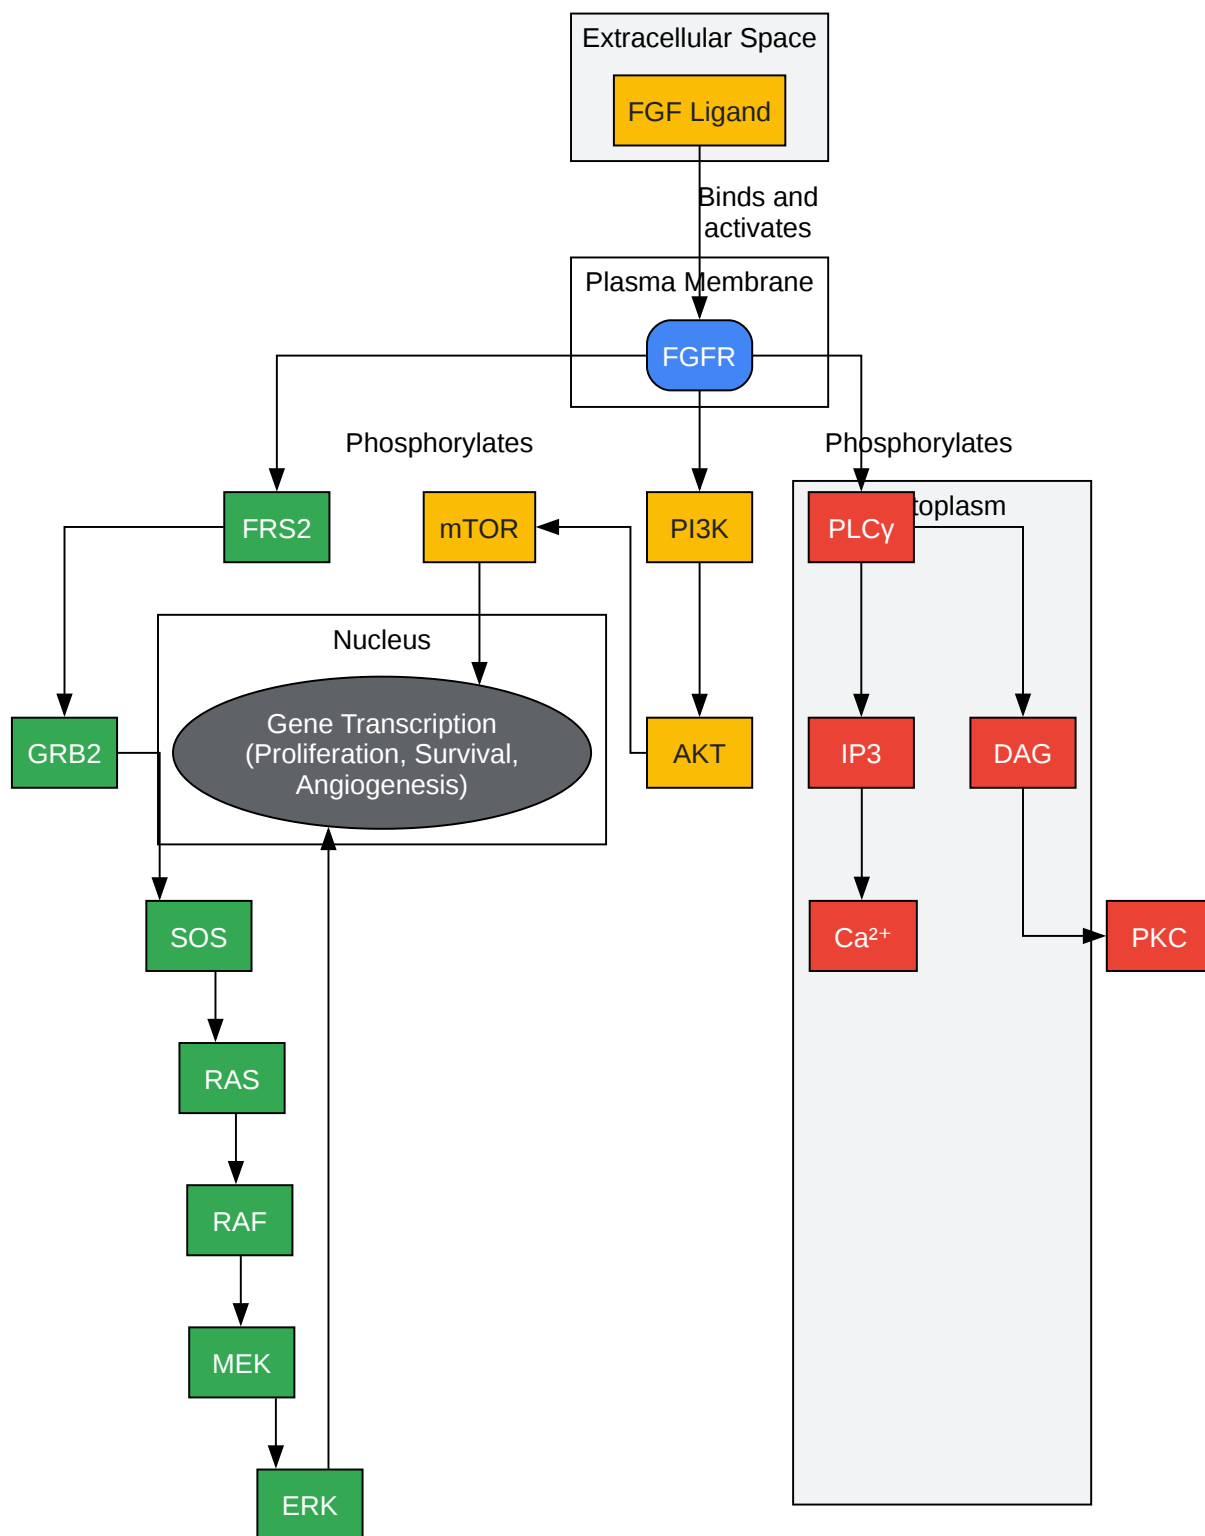 Extracellular Space
FGF Ligand
Binds and
activates
Plasma Membrane
FGFR
Phosphorylates
Phosphorylates
FRS2
mTOR
PI3K
PLCγ
toplasm
Nucleus
GRB2
Gene Transcription
(Proliferation, Survival,
Angiogenesis)
AKT
IP3
DAG
SOS
Ca²⁺
PKC
RAS
RAF
MEK
ERK